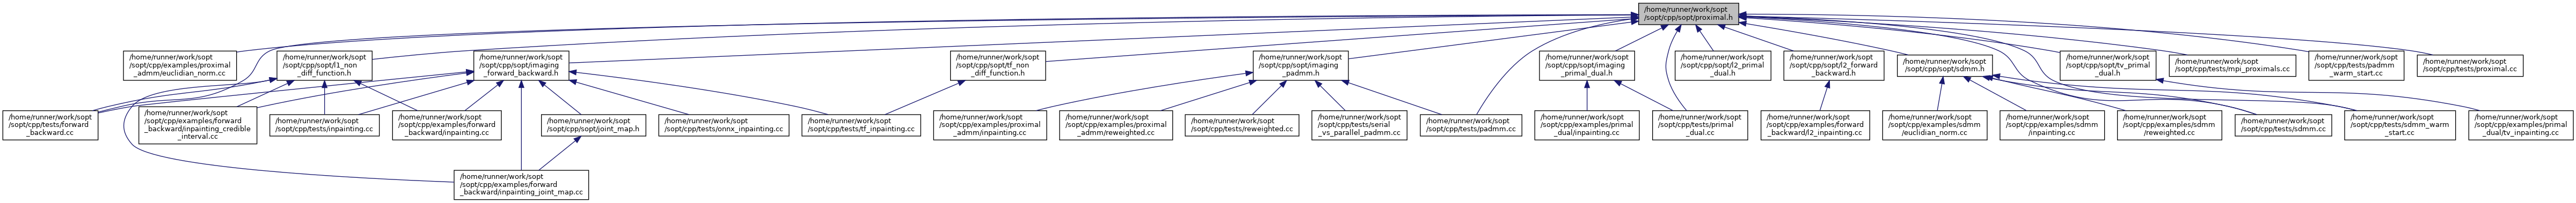 /home/runner/work/sopt
/sopt/cpp/sopt/proximal.h
/home/runner/work/sopt
/sopt/cpp/examples/proximal
_admm/euclidian_norm.cc
/home/runner/work/sopt
/sopt/cpp/sopt/l1_non
_diff_function.h
/home/runner/work/sopt
/sopt/cpp/sopt/imaging
_forward_backward.h
/home/runner/work/sopt
/sopt/cpp/sopt/tf_non
_diff_function.h
/home/runner/work/sopt
/sopt/cpp/sopt/imaging
_padmm.h
/home/runner/work/sopt
/sopt/cpp/sopt/imaging
_primal_dual.h
/home/runner/work/sopt
/sopt/cpp/sopt/l2_primal
_dual.h
/home/runner/work/sopt
/sopt/cpp/sopt/l2_forward
_backward.h
/home/runner/work/sopt
/sopt/cpp/sopt/sdmm.h
/home/runner/work/sopt
/sopt/cpp/sopt/tv_primal
_dual.h
/home/runner/work/sopt
/sopt/cpp/tests/mpi_proximals.cc
/home/runner/work/sopt
/sopt/cpp/tests/padmm
_warm_start.cc
/home/runner/work/sopt
/sopt/cpp/tests/proximal.cc
/home/runner/work/sopt
/sopt/cpp/tests/forward
_backward.cc
/home/runner/work/sopt
/sopt/cpp/examples/forward
_backward/inpainting_credible
_interval.cc
/home/runner/work/sopt
/sopt/cpp/tests/inpainting.cc
/home/runner/work/sopt
/sopt/cpp/examples/forward
_backward/inpainting.cc
/home/runner/work/sopt
/sopt/cpp/sopt/joint_map.h
/home/runner/work/sopt
/sopt/cpp/tests/onnx_inpainting.cc
/home/runner/work/sopt
/sopt/cpp/tests/tf_inpainting.cc
/home/runner/work/sopt
/sopt/cpp/examples/proximal
_admm/inpainting.cc
/home/runner/work/sopt
/sopt/cpp/examples/proximal
_admm/reweighted.cc
/home/runner/work/sopt
/sopt/cpp/tests/reweighted.cc
/home/runner/work/sopt
/sopt/cpp/tests/serial
_vs_parallel_padmm.cc
/home/runner/work/sopt
/sopt/cpp/tests/padmm.cc
/home/runner/work/sopt
/sopt/cpp/examples/primal
_dual/inpainting.cc
/home/runner/work/sopt
/sopt/cpp/tests/primal
_dual.cc
/home/runner/work/sopt
/sopt/cpp/examples/forward
_backward/l2_inpainting.cc
/home/runner/work/sopt
/sopt/cpp/examples/sdmm
/euclidian_norm.cc
/home/runner/work/sopt
/sopt/cpp/examples/sdmm
/inpainting.cc
/home/runner/work/sopt
/sopt/cpp/examples/sdmm
/reweighted.cc
/home/runner/work/sopt
/sopt/cpp/tests/sdmm.cc
/home/runner/work/sopt
/sopt/cpp/tests/sdmm_warm
_start.cc
/home/runner/work/sopt
/sopt/cpp/examples/primal
_dual/tv_inpainting.cc
/home/runner/work/sopt
/sopt/cpp/examples/forward
_backward/inpainting_joint_map.cc